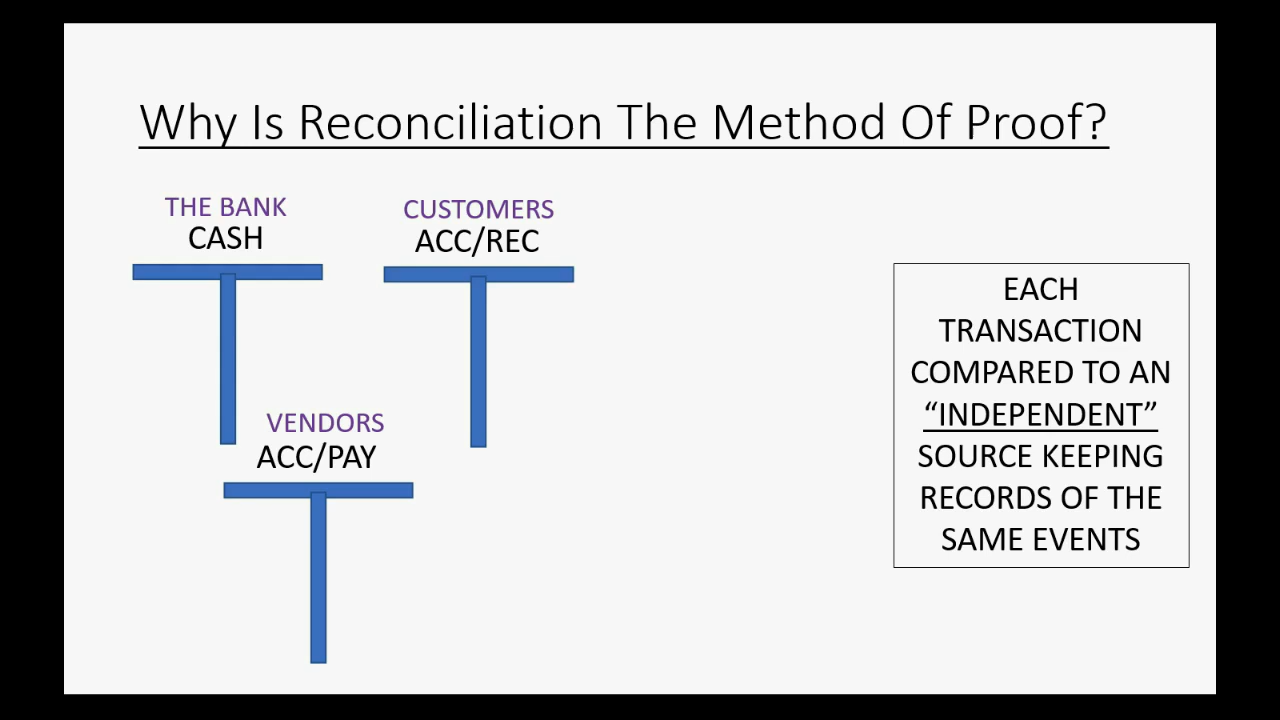 Why Is Reconciliation The Method Of Proof?
THE BANK
CASH
CUSTOMERS
ACC/REC
VENDORS
ACC/PAY
EACH
TRANSACTION
COMPARED TO AN
“INDEPENDENT”
SOURCE KEEPING
RECORDS OF THE
SAME EVENTS